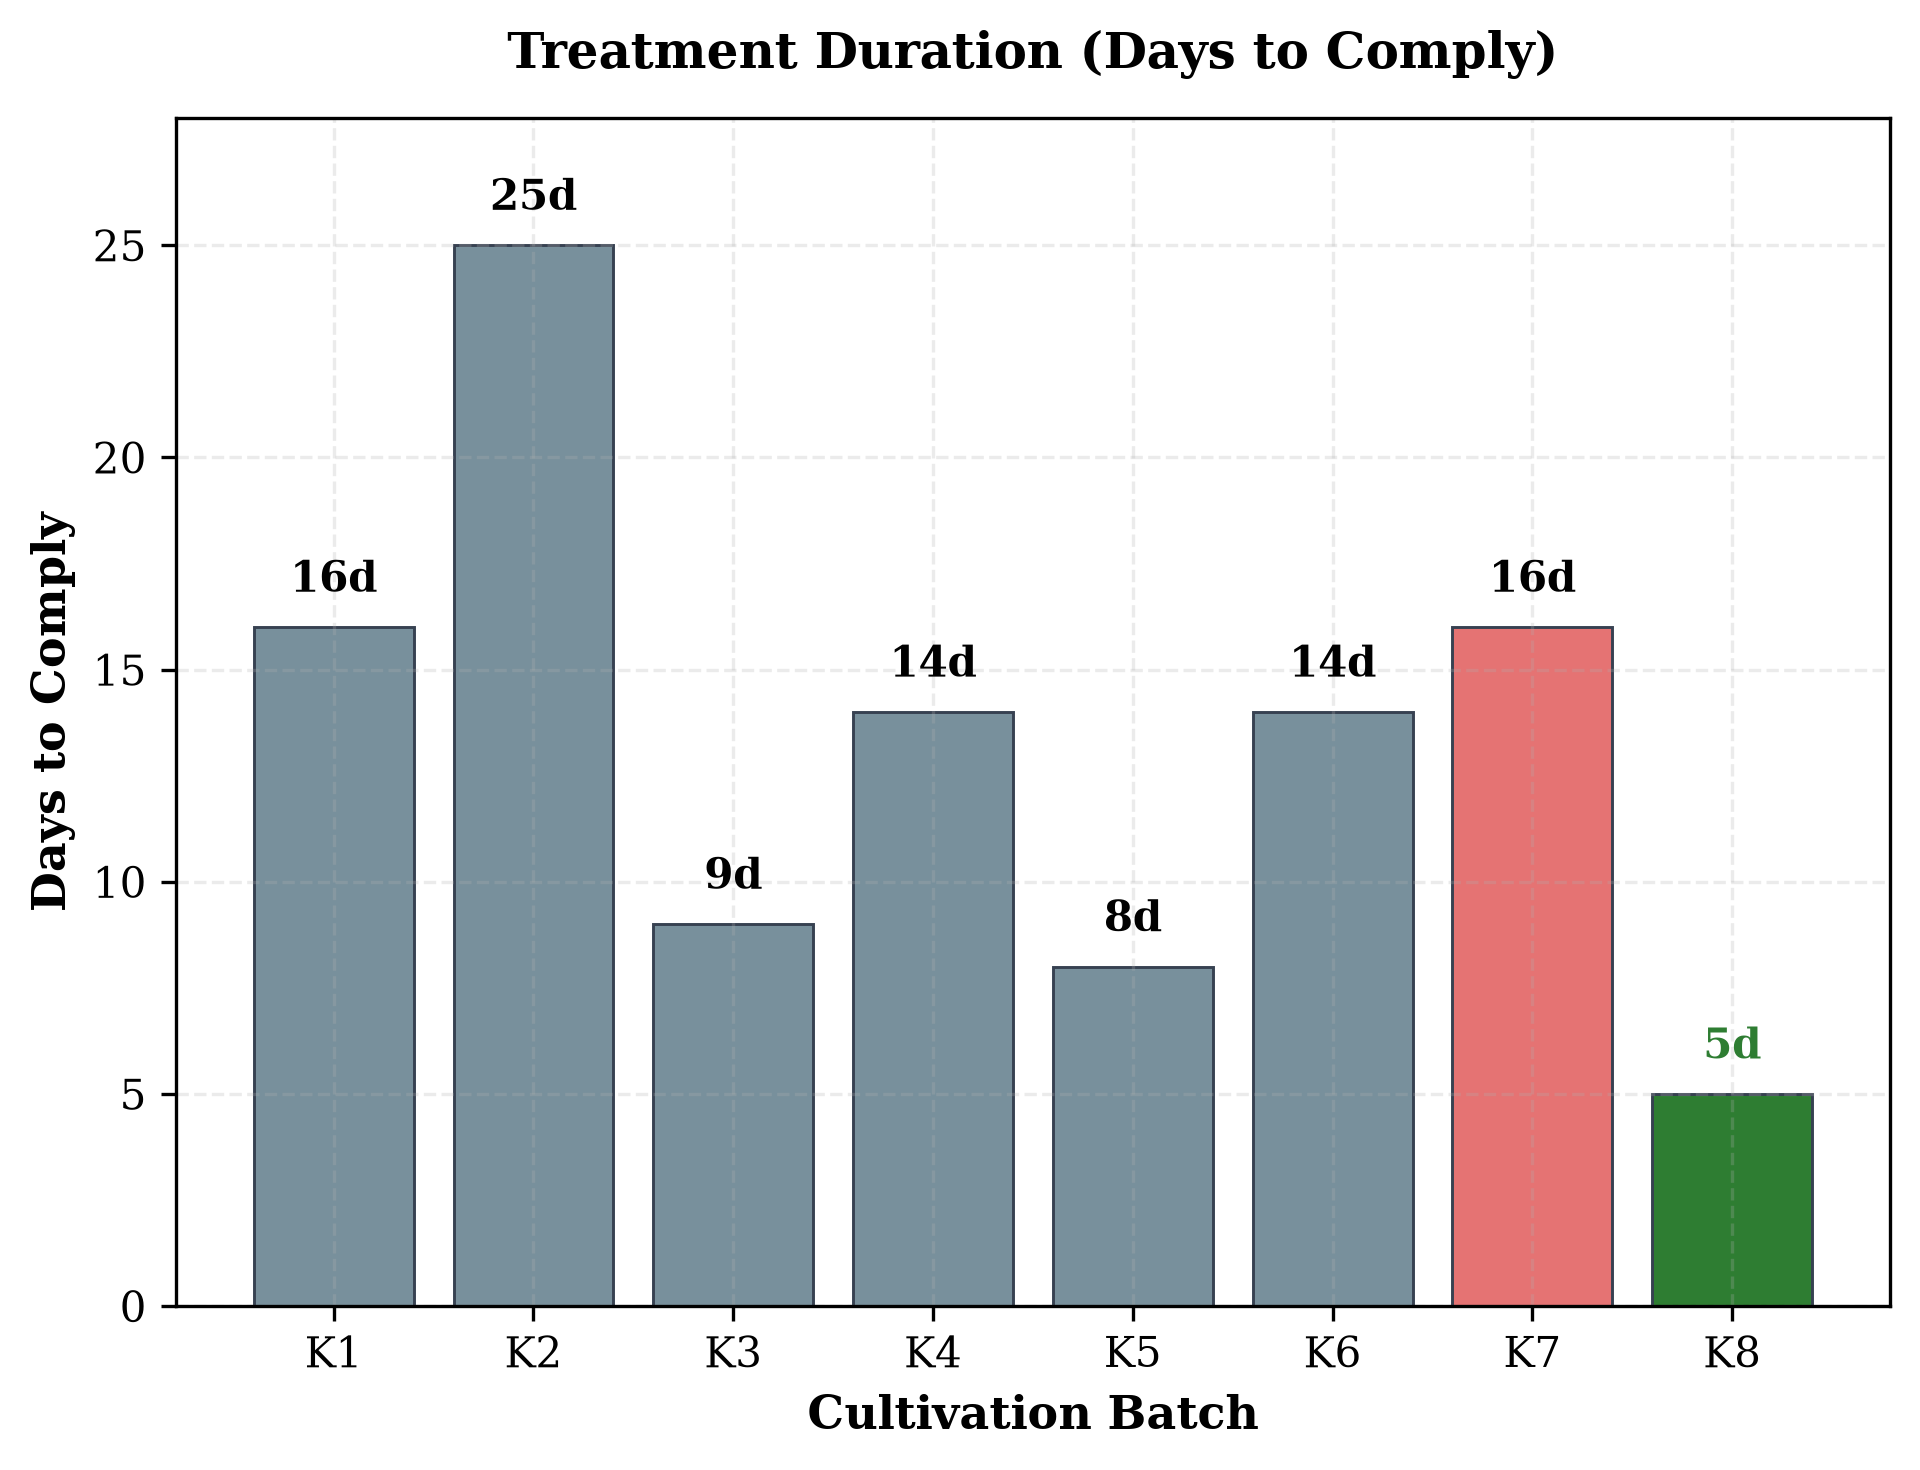 Treatment Duration (Days to Comply)
Days to Comply
25
20
15
10
5
0
16d
25d
9d
14d
8d
14d
16d
5d
K1 K2 K3 K4 K5 K6 K7 K8
Cultivation Batch